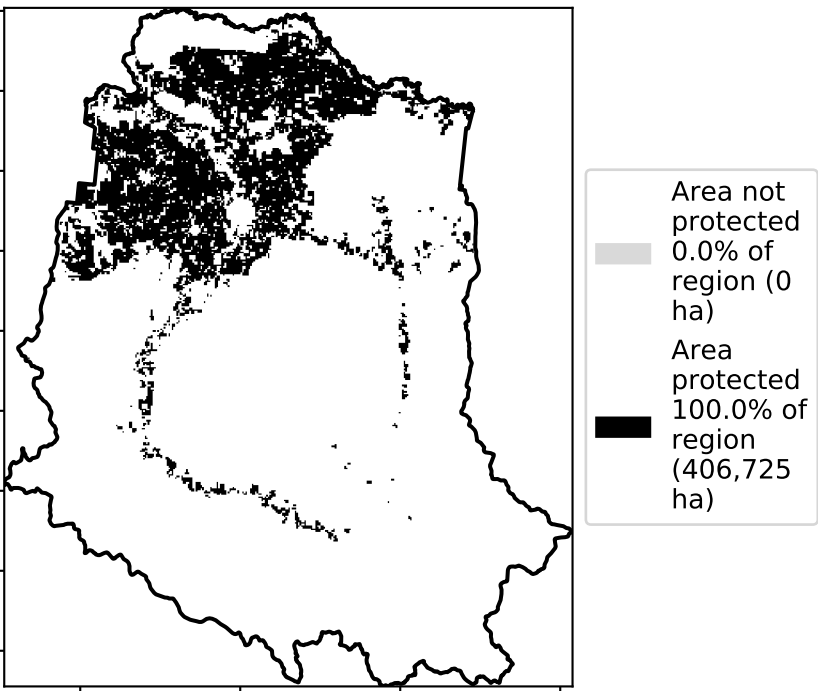 Area not
protected
0.0% of
region (0
ha)
Area
protected
100.0% of
region
(406,725
ha)